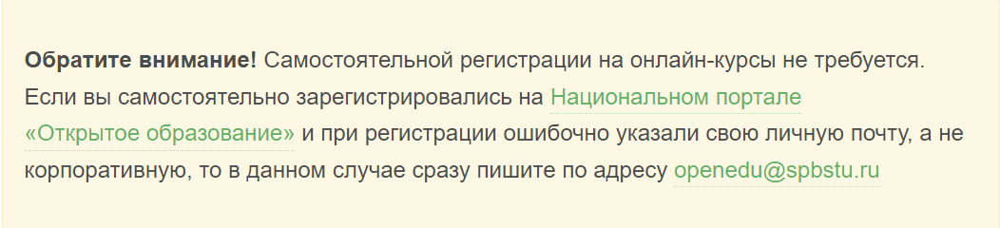 Обратите внимание! Самостоятельной регистрации на онлайн-курсы не требуется.
Если вы самостоятельно зарегистрировались на Национальном портале
«Открытое образование» и при регистрации ошибочно указали свою личную почту, а не
корпоративную, то в данном случае сразу пишите по адресу openedu@spbstu.ru